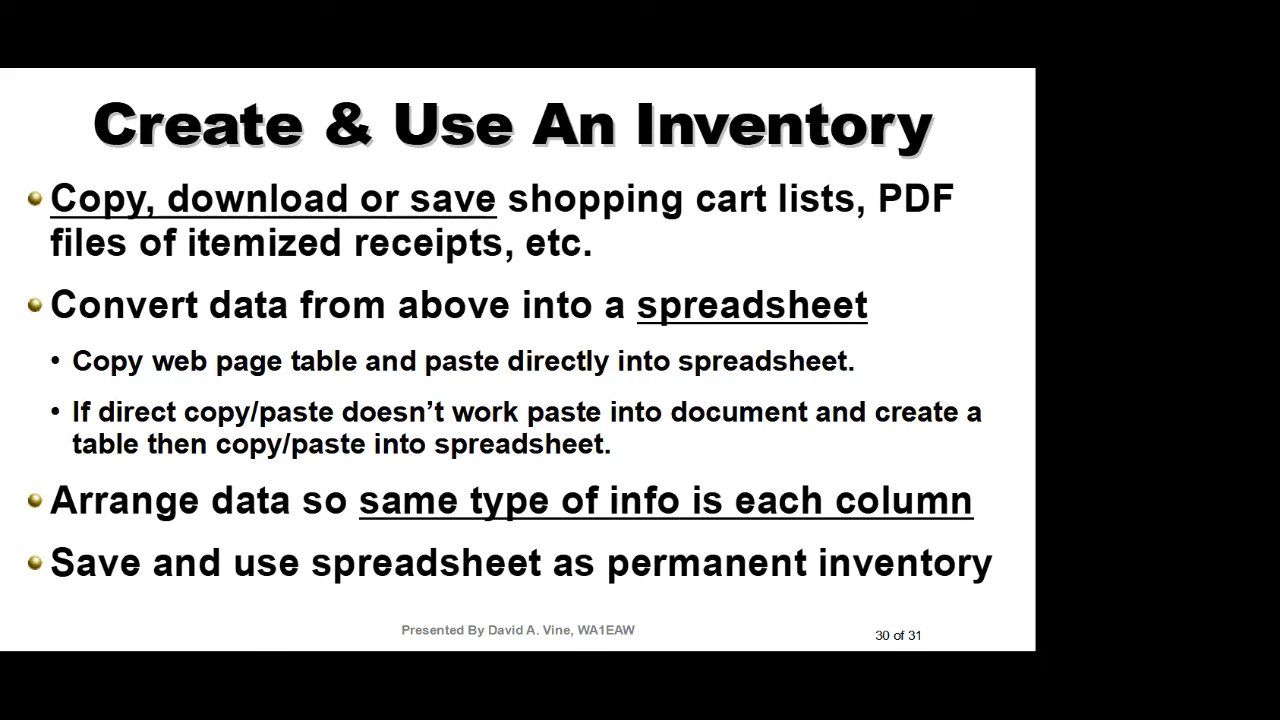 Create & Use An Inventory
Copy, download or save shopping cart lists, PDF
files of itemized receipts, etc.
Convert data from above into a spreadsheet
• Copy web page table and paste directly into spreadsheet.
• If direct copy/paste doesn’t work paste into document and create a
table then copy/paste into spreadsheet.
Arrange data so same type of info is each column
Save and use spreadsheet as permanent inventory
Presented By David A. Vine, WA1EAW
30 of 31